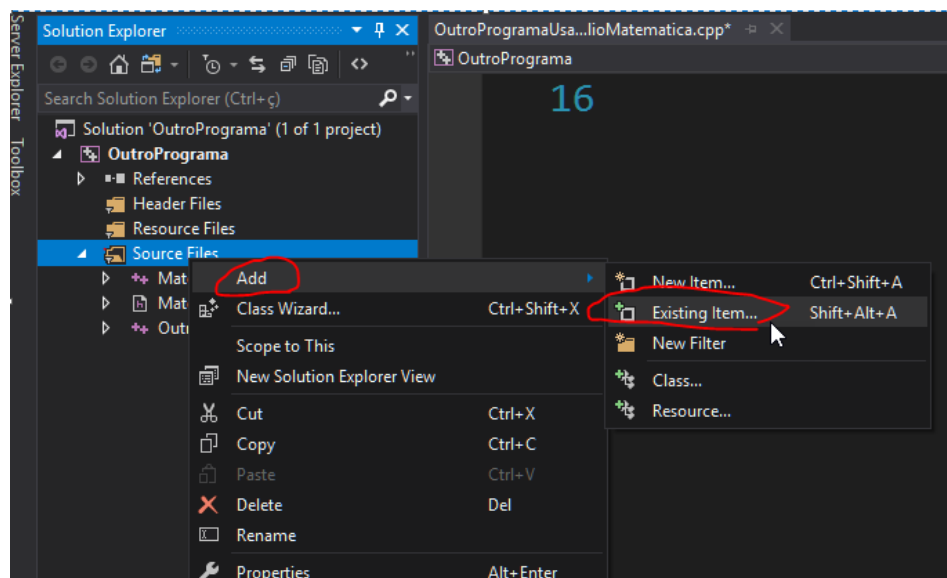 Server Explorer
Toolbox
Solution Explorer
Search Solution Explorer (Ctrl+ç)
Solution 'OutroPrograma' (1 of 1 project)
OutroPrograma
References
Header Files
Resource Files
Source Files
Mat
Mat
Outr
OutroProgramaUsa...lioMatematica.cpp*
OutroPrograma
16
Add
Class Wizard... Ctrl+Shift+X
Scope to This
New Solution Explorer View
Cut Ctrl+X
Copy Ctrl+C
Paste Ctrl+V
Delete Del
Rename
Properties Alt+Enter
New Item... Ctrl+Shift+A
Existing Item... Shift+Alt+A
New Filter
Class...
Resource...